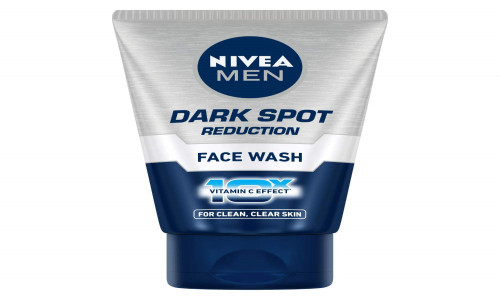 NIVEA
MEN
DARK SPOT
REDUCTION
FACE WASH
10X
VITAMIN C EFFECT*
FOR CLEAN, CLEAR SKIN